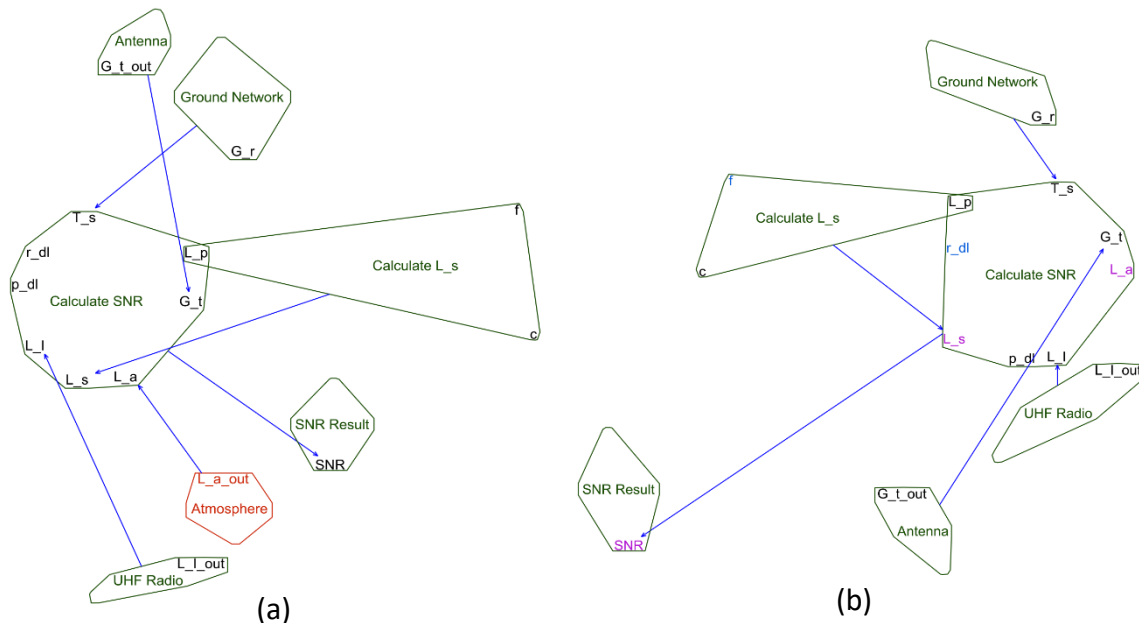 Antenna
G_t_out
Ground Network
G_r
T_s
r_dl
p_dl
Calculate SNR
L_p
G_t
f
Calculate L_s
c
L_l
L_s
L_a
SNR Result
SNR
L_a_out
Atmosphere
L_l_out
UHF Radio
(a)
Ground Network
G_r
f
Calculate L_s
c
L_p
T_s
r_dl
G_t
L_a
Calculate SNR
L_s
p_dl
L_l
L_l_out
UHF Radio
SNR Result
SNR
G_t_out
Antenna
(b)